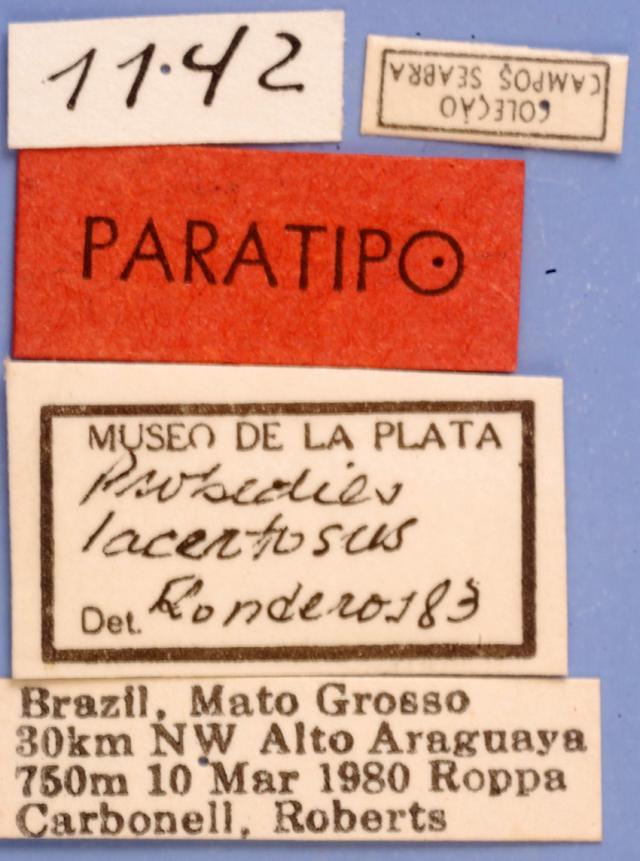 11.42
COLEÇÃO
CAMPOS SEABRA
PARATIPO
MUSEO DE LA PLATA
Probedies
lacertosus
Det. Ronderos 83
Brazil, Mato Grosso
30km NW Alto Araguaya
750m 10 Mar 1980 Roppa
Carbonell, Roberts